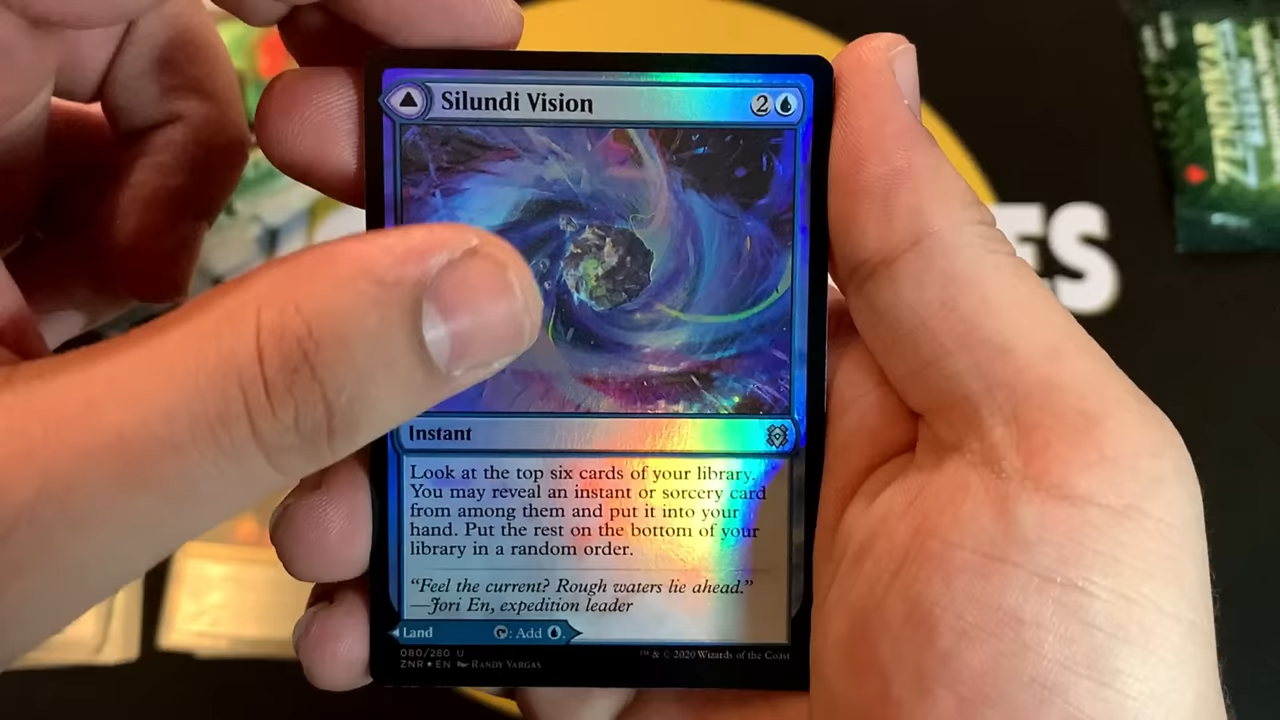 Silundi Vision 2
Instant
Look at the top six cards of your library.
You may reveal an instant or sorcery card
from among them and put it into your
hand. Put the rest on the bottom of your
library in a random order.
“Feel the current? Rough waters lie ahead.”
—Jori En, expedition leader
Land : Add .
080/280 U
ZNR★EN Randy Vargas
™ & © 2020 Wizards of the Coast
ES
ZENDIKAR